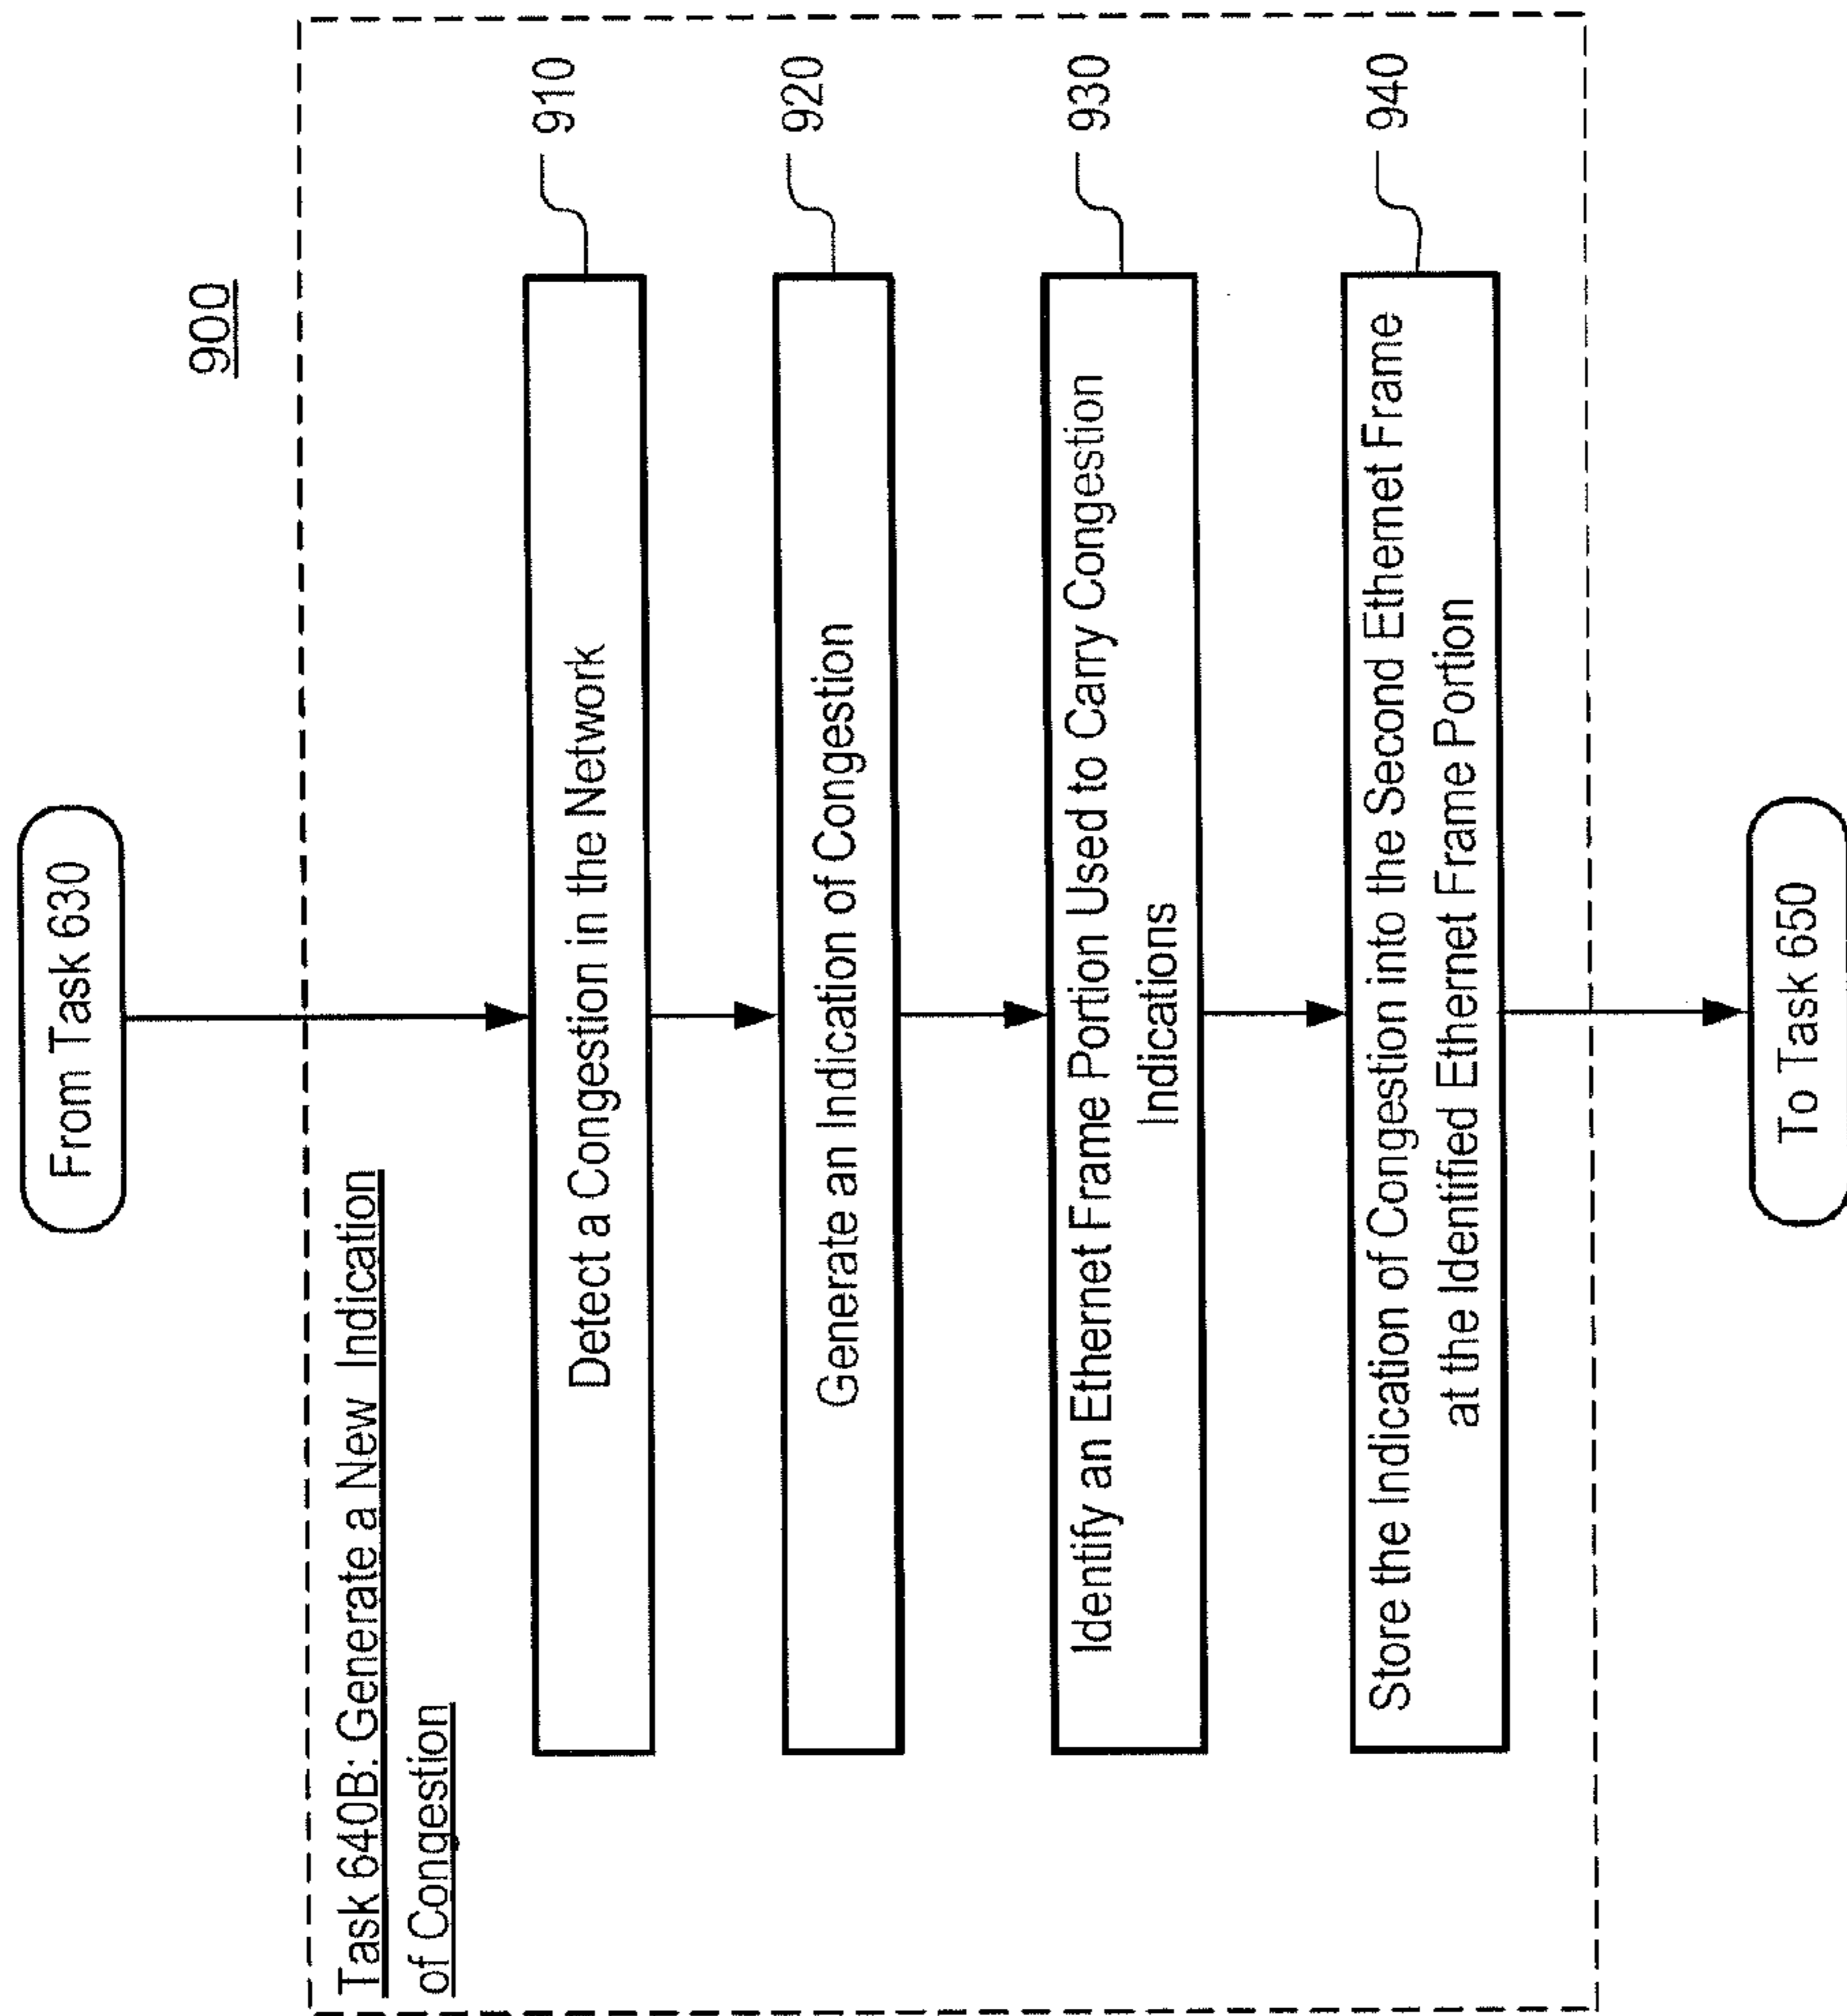 900
From Task 630
Task 640B: Generate a New Indication
of Congestion
Detect a Congestion in the Network
910
Generate an Indication of Congestion
920
Identify an Ethernet Frame Portion Used to Carry Congestion
Indications
930
Store the Indication of Congestion into the Second Ethernet Frame
at the Identified Ethernet Frame Portion
940
To Task 650